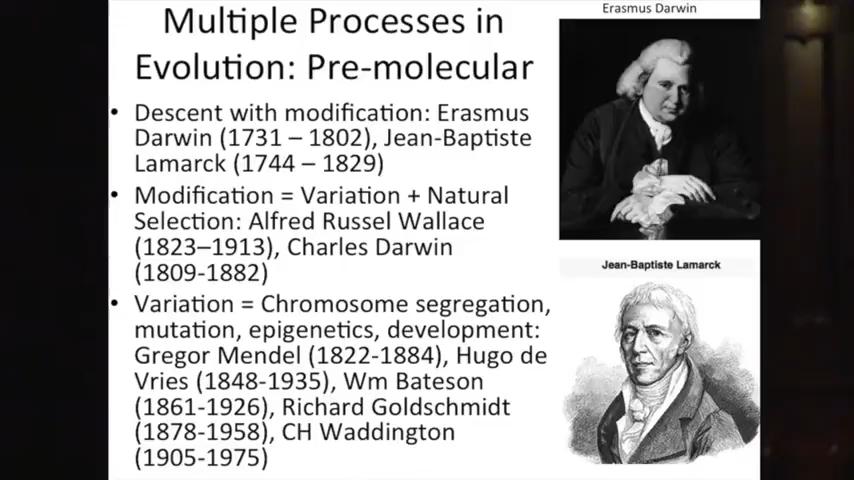 Multiple Processes in
Evolution: Pre-molecular
• Descent with modification: Erasmus
Darwin (1731 – 1802), Jean-Baptiste
Lamarck (1744 – 1829)
• Modification = Variation + Natural
Selection: Alfred Russel Wallace
(1823–1913), Charles Darwin
(1809-1882)
• Variation = Chromosome segregation,
mutation, epigenetics, development:
Gregor Mendel (1822-1884), Hugo de
Vries (1848-1935), Wm Bateson
(1861-1926), Richard Goldschmidt
(1878-1958), CH Waddington
(1905-1975)
Erasmus Darwin
Jean-Baptiste Lamarck